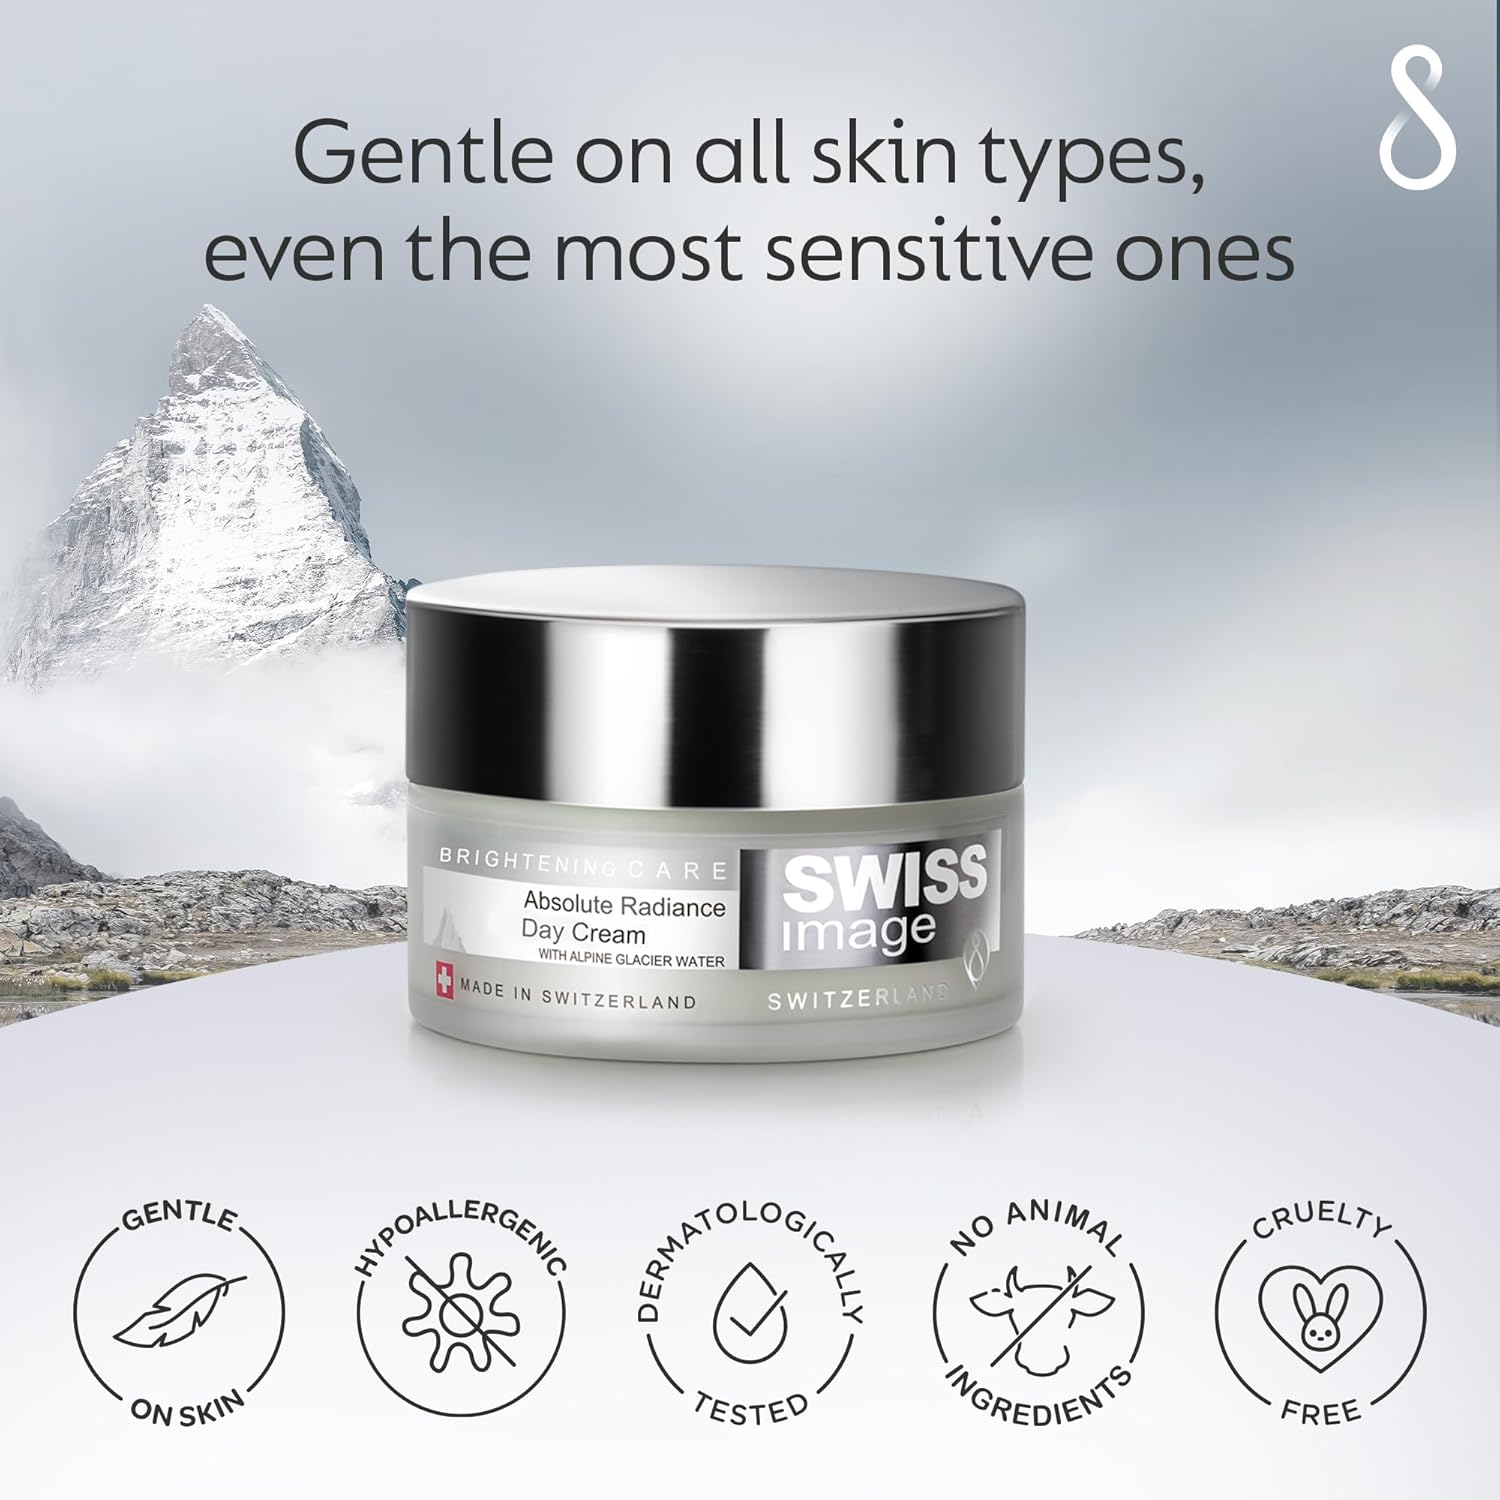 Gentle on all skin types,
even the most sensitive ones
BRIGHTENING CARE
Absolute Radiance
Day Cream
WITH ALPINE GLACIER WATER
MADE IN SWITZERLAND
SWISS
image
SWITZERLAND
GENTLE
ON SKIN
HYPOALLERGENIC
DERMATOLOGICALLY
TESTED
NO ANIMAL
INGREDIENTS
CRUELTY
FREE